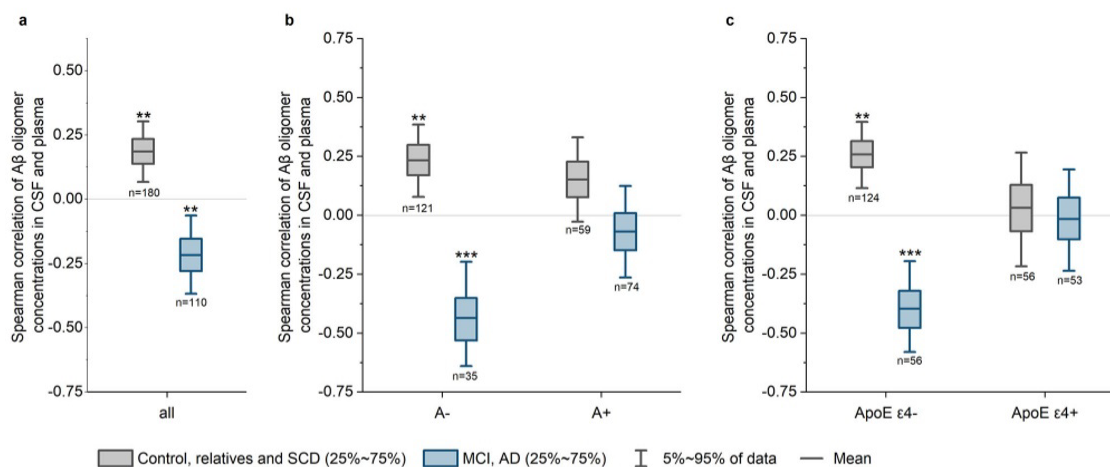 a
Spearman correlation of Aβ oligomer
concentrations in CSF and plasma
0.50
0.25
0.00
-0.25
-0.50
-0.75
**
n=180
**
n=110
all
b
Spearman correlation of Aβ oligomer
concentrations in CSF and plasma
0.75
0.50
0.25
0.00
-0.25
-0.50
-0.75
**
n=121
***
n=35
n=59
n=74
A-
A+
c
Spearman correlation of Aβ oligomer
concentrations in CSF and plasma
0.75
0.50
0.25
0.00
-0.25
-0.50
-0.75
**
n=124
***
n=56
n=56
n=53
ApoE ε4-
ApoE ε4+
Control, relatives and SCD (25%~75%)
MCI, AD (25%~75%)
5%~95% of data
Mean